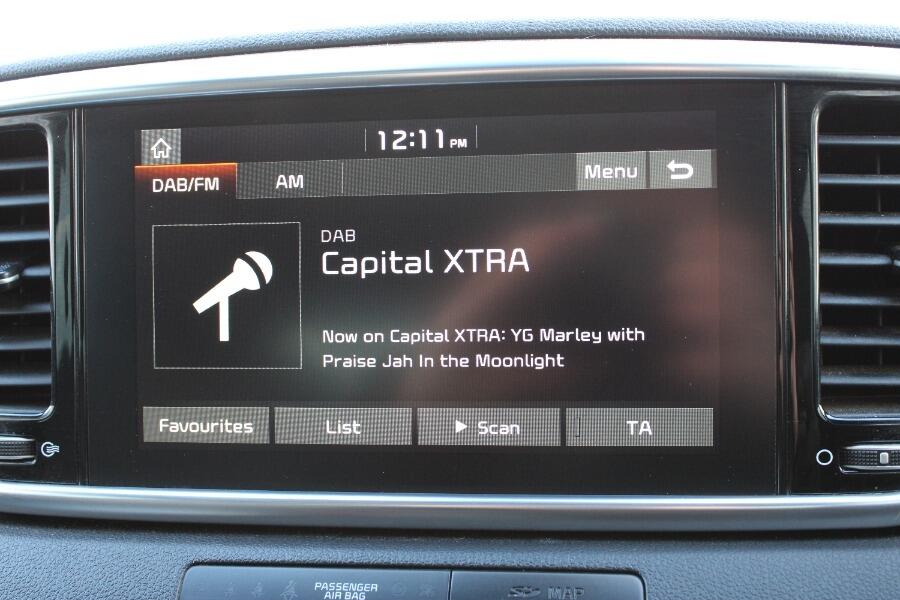 12:11 PM
DAB/FM AM Menu
DAB
Capital XTRA
Now on Capital XTRA: YG Marley with
Praise Jah In the Moonlight
Favourites List Scan TA
PASSENGER
AIR BAG
MAP